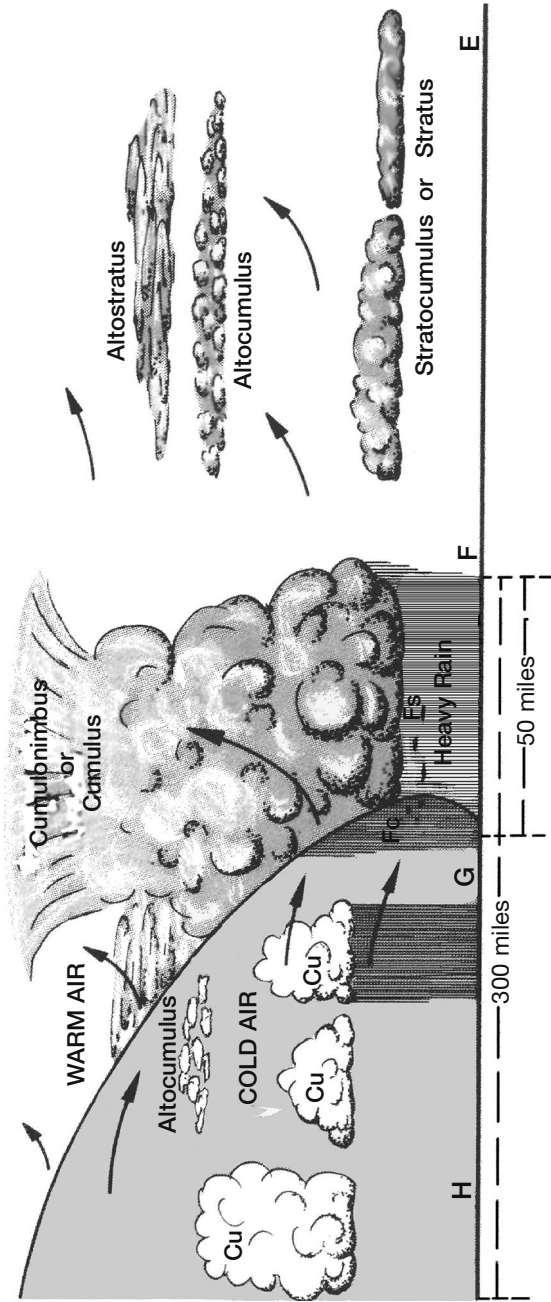 Cumulonimbus
or
Cumulus
WARM AIR
Altostratus
Altocumulus
Altocumulus
COLD AIR
Cu
Cu
Cu
Fc
Fs
Heavy Rain
Stratocumulus or Stratus
H
G
F
E
50 miles
300 miles